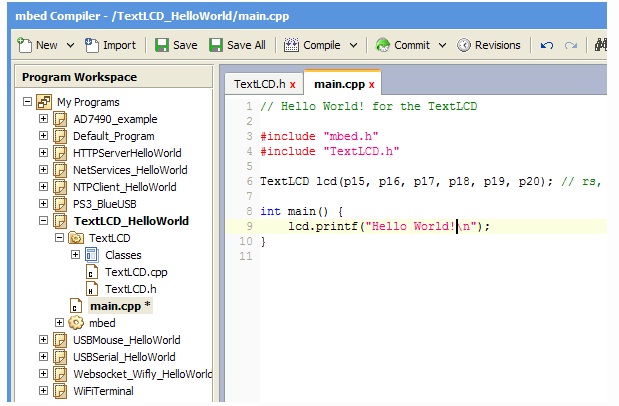 mbed Compiler - /TextLCD_HelloWorld/main.cpp
New Import Save Save All Compile Commit Revisions
Program Workspace
My Programs
AD7490_example
Default_Program
HTTPServerHelloWorld
NetServices_HelloWorld
NTPClient_HelloWorld
PS3_BlueUSB
TextLCD_HelloWorld
TextLCD
Classes
TextLCD.cpp
TextLCD.h
main.cpp *
mbed
USBMouse_HelloWorld
USBSerial_HelloWorld
Websocket_Wifly_HelloWorld
WiFiTerminal
TextLCD.h x main.cpp x
1 // Hello World! for the TextLCD
2
3 #include "mbed.h"
4 #include "TextLCD.h"
5
6 TextLCD lcd(p15, p16, p17, p18, p19, p20); // rs,
7
8 int main() {
9 lcd.printf("Hello World!\n");
10 }
11